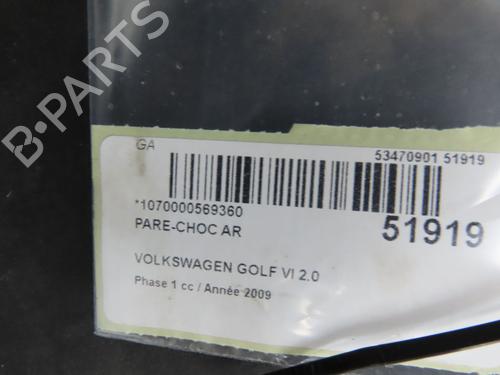 B-PARTS
GA
53470901 51919
*1070000569360
51919
PARE-CHOC AR
VOLKSWAGEN GOLF VI 2.0
Phase 1 cc / Année 2009